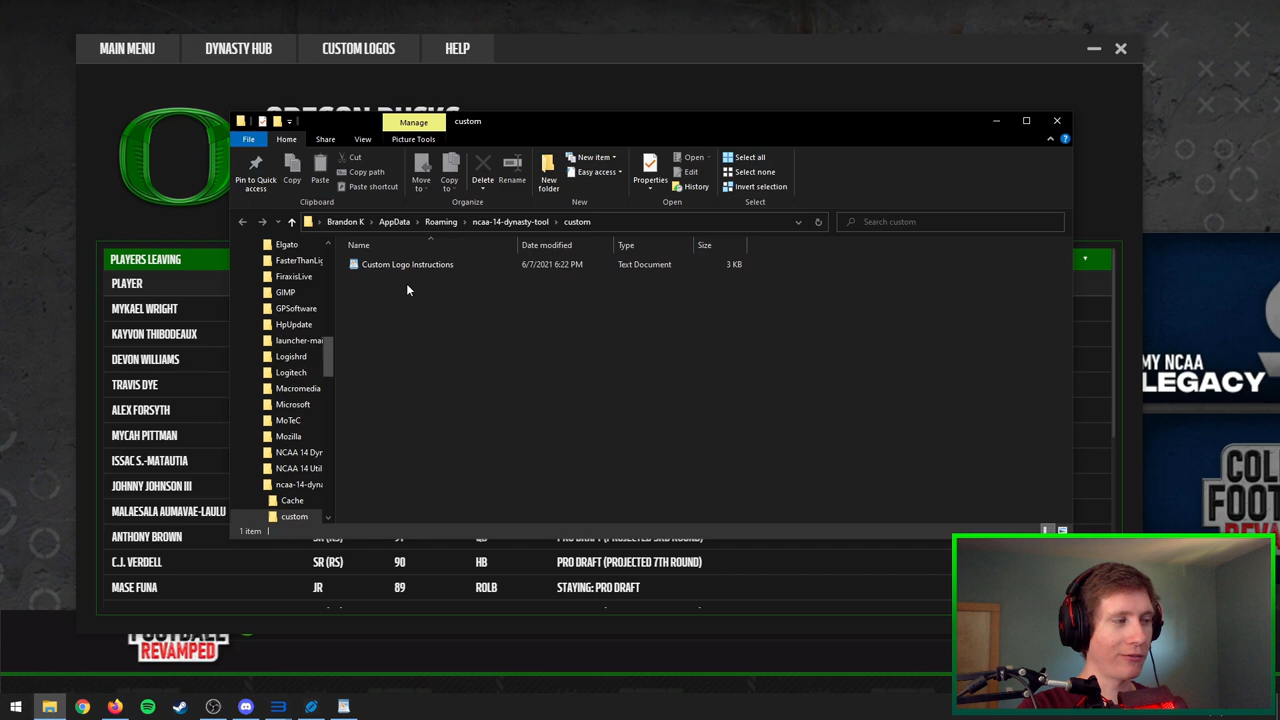 MAIN MENU
DYNASTY HUB
CUSTOM LOGOS
HELP
OREGON DUCKS
Manage
custom
File
Home
Share
View
Picture Tools
Pin to Quick access
Copy
Paste
Cut
Copy path
Paste shortcut
Clipboard
Move to
Copy to
Delete
Rename
Organize
New folder
New item
Easy access
New
Properties
Open
Edit
History
Open
Select all
Select none
Invert selection
Select
Brandon K
AppData
Roaming
ncaa-14-dynasty-tool
custom
Search custom
Name
Date modified
Type
Size
Custom Logo Instructions
6/7/2021 6:22 PM
Text Document
3 KB
Elgato
FasterThanLig
FiraxisLive
GIMP
GPSoftware
HpUpdate
launcher-mai
Logishrd
Logitech
Macromedia
Microsoft
MoTeC
Mozilla
NCAA 14 Dyr
NCAA 14 Util
ncaa-14-dyna
Cache
custom
1 item
PLAYERS LEAVING
PLAYER
MYKAEL WRIGHT
KAYVON THIBODEAUX
DEVON WILLIAMS
TRAVIS DYE
ALEX FORSYTH
MYCAH PITTMAN
ISSAC S.-MATAUTIA
JOHNNY JOHNSON III
MALAESALA AUMAVAE-LAULU
ANTHONY BROWN
C.J. VERDELL SR (RS) 90 HB PRO DRAFT (PROJECTED 7TH ROUND)
MASE FUNA JR 89 ROLB STAYING: PRO DRAFT
MY NCAA
LEGACY
COL
FOO
REVAMPED